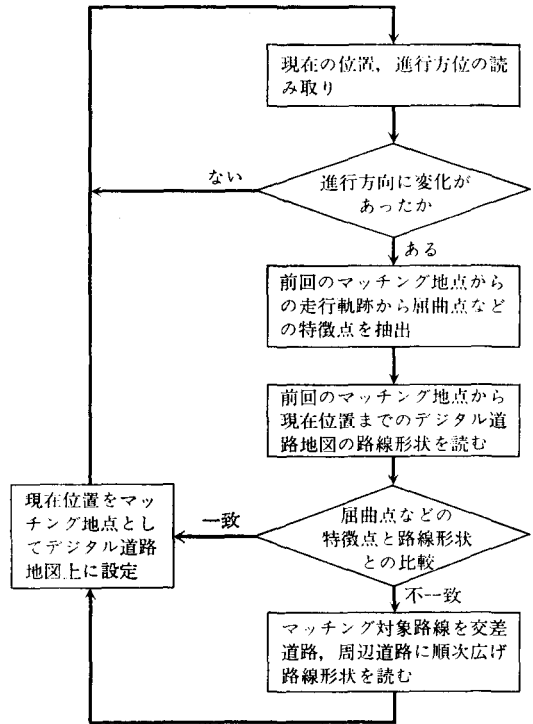 現在の位置，進行方位の読
み取り
ない
進行方向に変化が
あったか
ある
前回のマッチング地点から
の走行軌跡から屈曲点など
の特徴点を抽出
前回のマッチング地点から
現在位置までのデジタル道
路地図の路線形状を読む
現在位置をマッ
チング地点とし
てデジタル道路
地図上に設定
一致
屈曲点などの
特徴点と路線形状
との比較
不一致
マッチング対象路線を交差
道路，周辺道路に順次広げ
路線形状を読む